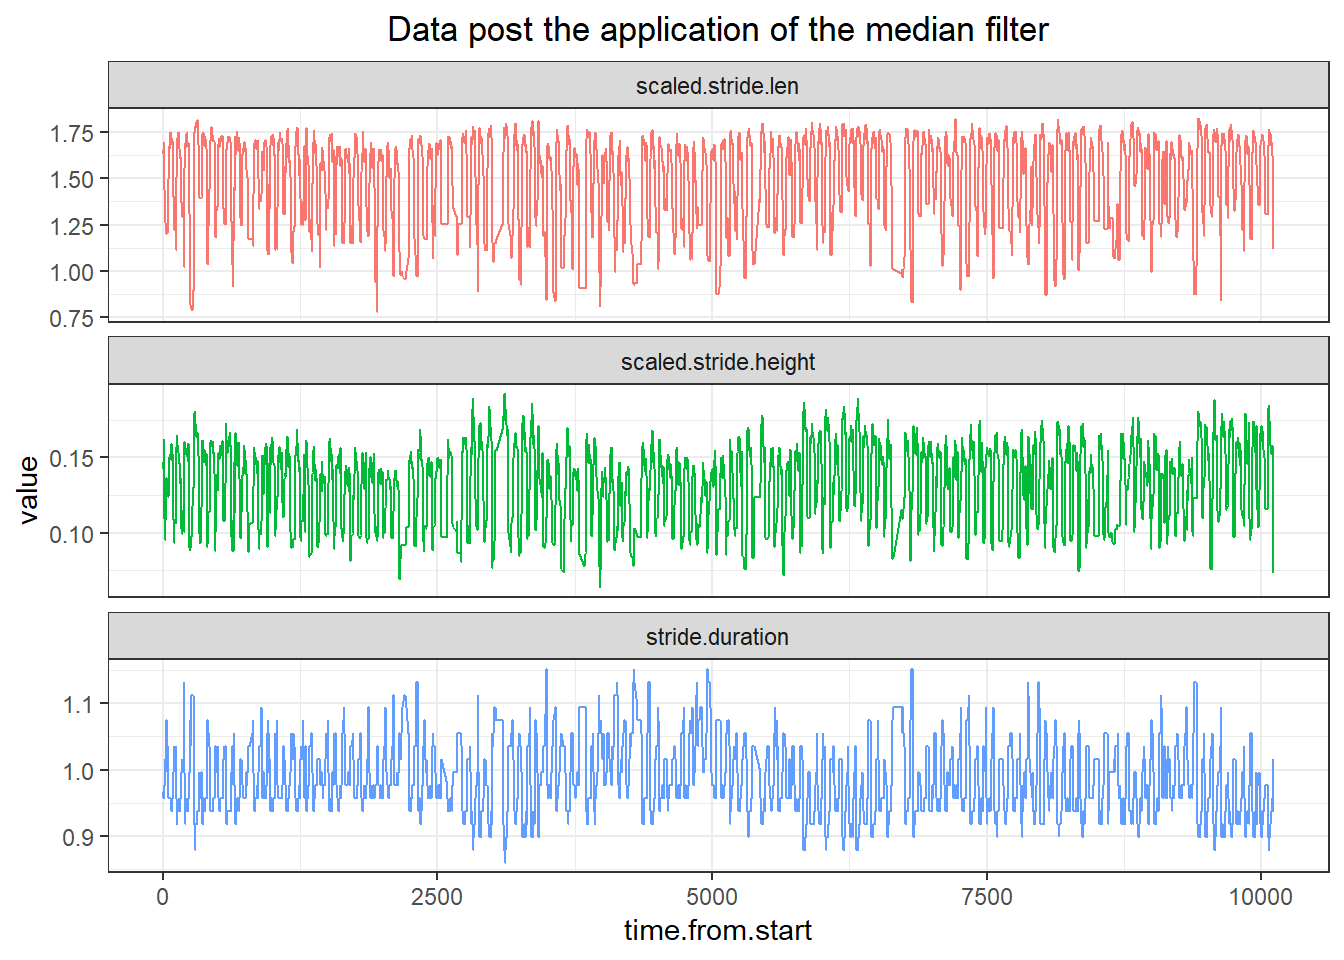 Data post the application of the median filter
scaled.stride.len
1.75
1.50
1.25
1.00
0.75
scaled.stride.height
value
0.15
0.10
stride.duration
1.1
1.0
0.9
0 2500 5000 7500 10000
time.from.start